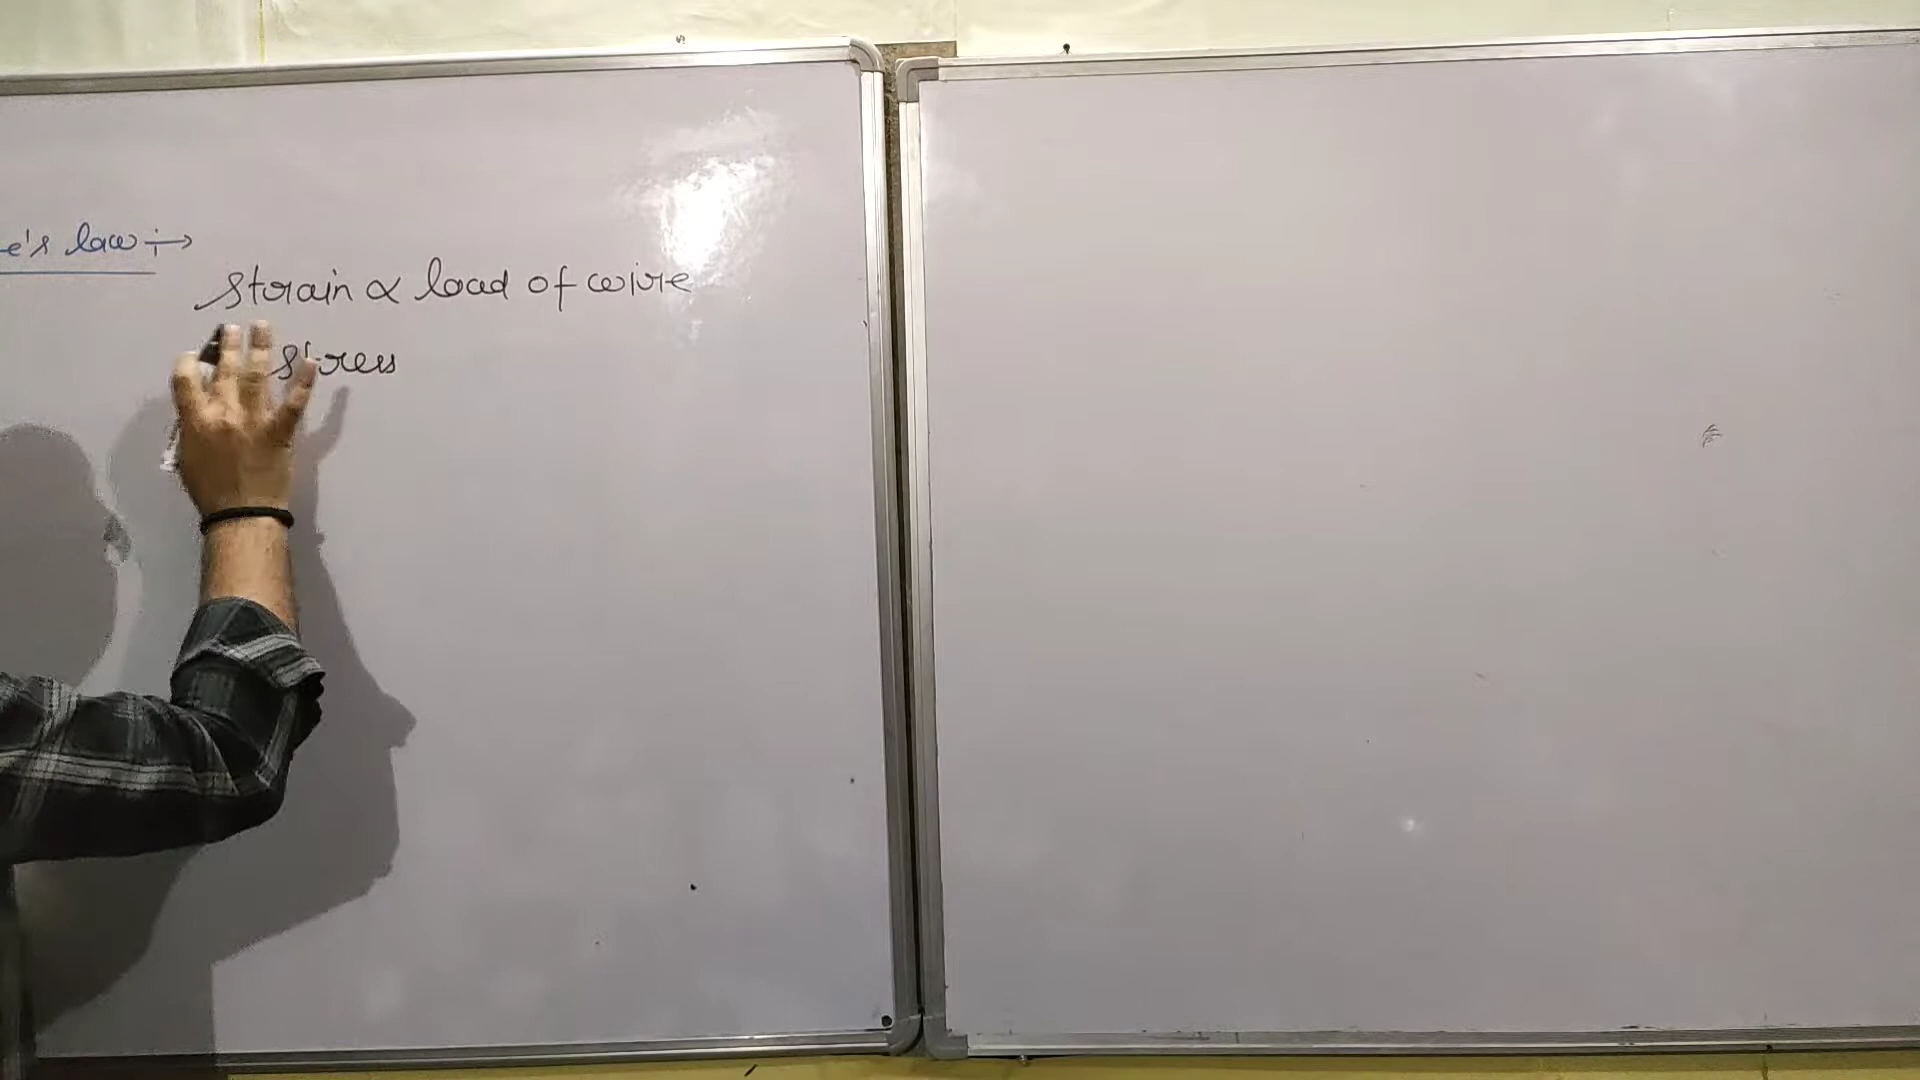 e's law :→
strain ∝ load of wire
stress